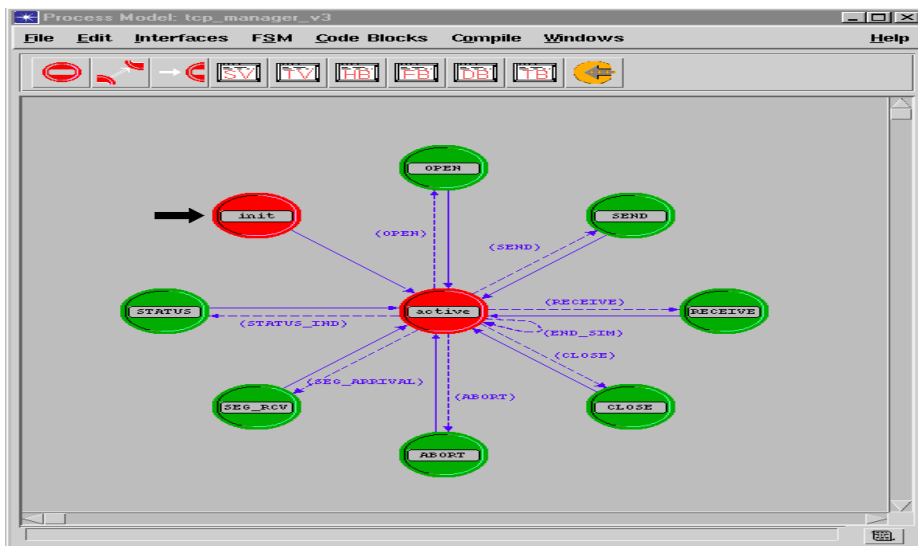 Process Model: tcp_manager_v3
File Edit Interfaces FSM Code Blocks Compile Windows Help
SV TV HB FB DB TB
OPEN
init
SEND
(OPEN)
(SEND)
STATUS
active
(RECEIVE)
RECEIVE
(STATUS_IND)
(END_SIM)
(CLOSE)
(SEG_ARRIVAL)
(ABORT)
SEG_RCV
CLOSE
ABORT